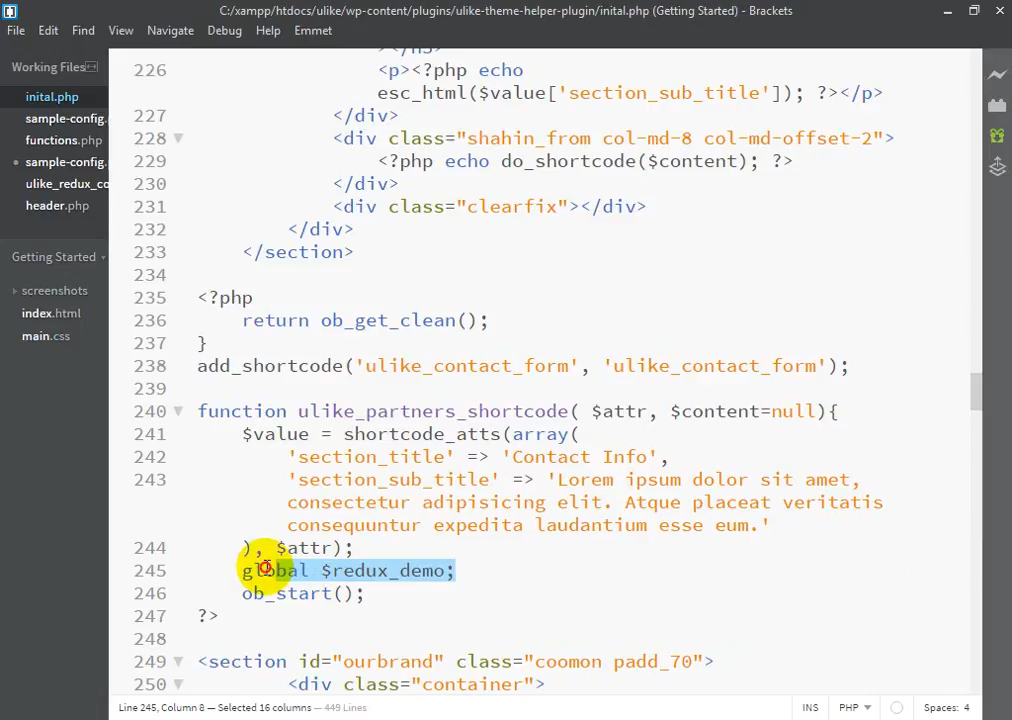 C:/xampp/htdocs/ulike/wp-content/plugins/ulike-theme-helper-plugin/inital.php (Getting Started) - Brackets
File Edit Find View Navigate Debug Help Emmet
Working Files
inital.php
sample-config.
functions.php
sample-config.
ulike_redux_co
header.php
Getting Started
screenshots
index.html
main.css
226 <p><?php echo
esc_html($value['section_sub_title']); ?></p>
227 </div>
228 <div class="shahin_from col-md-8 col-md-offset-2">
229 <?php echo do_shortcode($content); ?>
230 </div>
231 <div class="clearfix"></div>
232 </div>
233 </section>
234
235 <?php
236 return ob_get_clean();
237 }
238 add_shortcode('ulike_contact_form', 'ulike_contact_form');
239
240 function ulike_partners_shortcode( $attr, $content=null){
241 $value = shortcode_atts(array(
242 'section_title' => 'Contact Info',
243 'section_sub_title' => 'Lorem ipsum dolor sit amet,
consectetur adipisicing elit. Atque placeat veritatis
consequuntur expedita laudantium esse eum.'
244 ), $attr);
245 global $redux_demo;
246 ob_start();
247 ?>
248
249 <section id="ourbrand" class="coomon padd_70">
250 <div class="container">
Line 245, Column 8 — Selected 16 columns — 449 Lines
INS PHP Spaces: 4